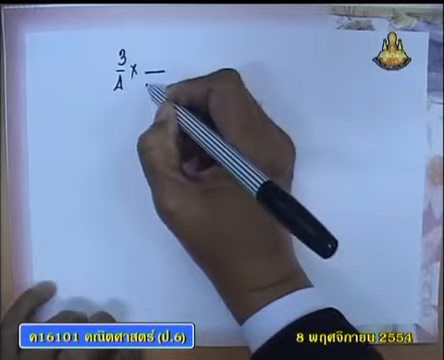 3/4 × —
ค16101 คณิตศาสตร์ (ป.6)
8 พฤศจิกายน 2554